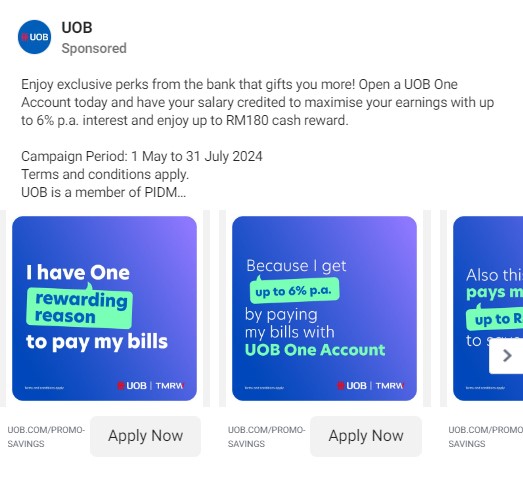 UOB
UOB
Sponsored
Enjoy exclusive perks from the bank that gifts you more! Open a UOB One
Account today and have your salary credited to maximise your earnings with up
to 6% p.a. interest and enjoy up to RM180 cash reward.
Campaign Period: 1 May to 31 July 2024
Terms and conditions apply.
UOB is a member of PIDM...
I have One
rewarding
reason
to pay my bills
Terms and conditions apply
UOB | TMRW
UOB.COM/PROMO-
SAVINGS
Apply Now
Because I get
up to 6% p.a.
by paying
my bills with
UOB One Account
Terms and conditions apply
UOB | TMRW
UOB.COM/PROMO-
SAVINGS
Apply Now
Also this
pays m
up to R
to
Terms and conditions apply
UOB.COM/PROMO-
SAVINGS